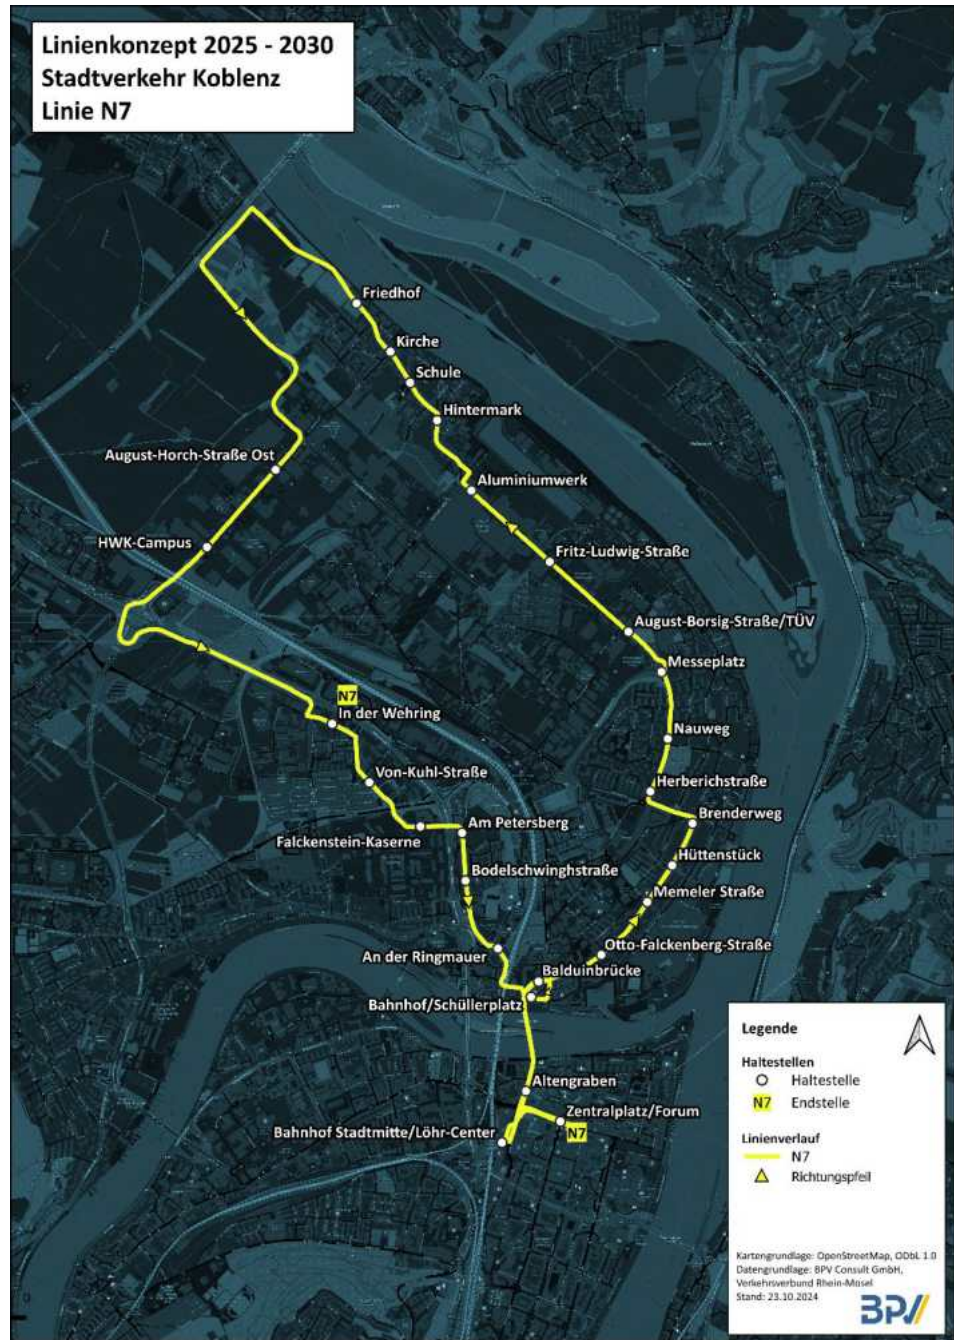 Linienkonzept 2025 - 2030
Stadtverkehr Koblenz
Linie N7
Friedhof
Kirche
Schule
Hintermark
August-Horch-Straße Ost
Aluminiumwerk
HWK-Campus
Fritz-Ludwig-Straße
August-Borsig-Straße/TÜV
Messeplatz
N7
In der Wehring
Nauweg
Von-Kuhl-Straße
Herberichstraße
Brenderweg
Am Petersberg
Falckenstein-Kaserne
Hüttenstück
Bodelschwinghstraße
Memeler Straße
Otto-Falckenberg-Straße
An der Ringmauer
Balduinbrücke
Bahnhof/Schüllerplatz
Altengraben
Zentralplatz/Forum
N7
Bahnhof Stadtmitte/Löhr-Center
Legende
Haltestellen
Haltestelle
N7 Endstelle
Linienverlauf
N7
Richtungspfeil
Kartengrundlage: OpenStreetMap, ODbL 1.0
Datengrundlage: BPV Consult GmbH,
Verkehrsverbund Rhein-Mosel
Stand: 23.10.2024
BPV